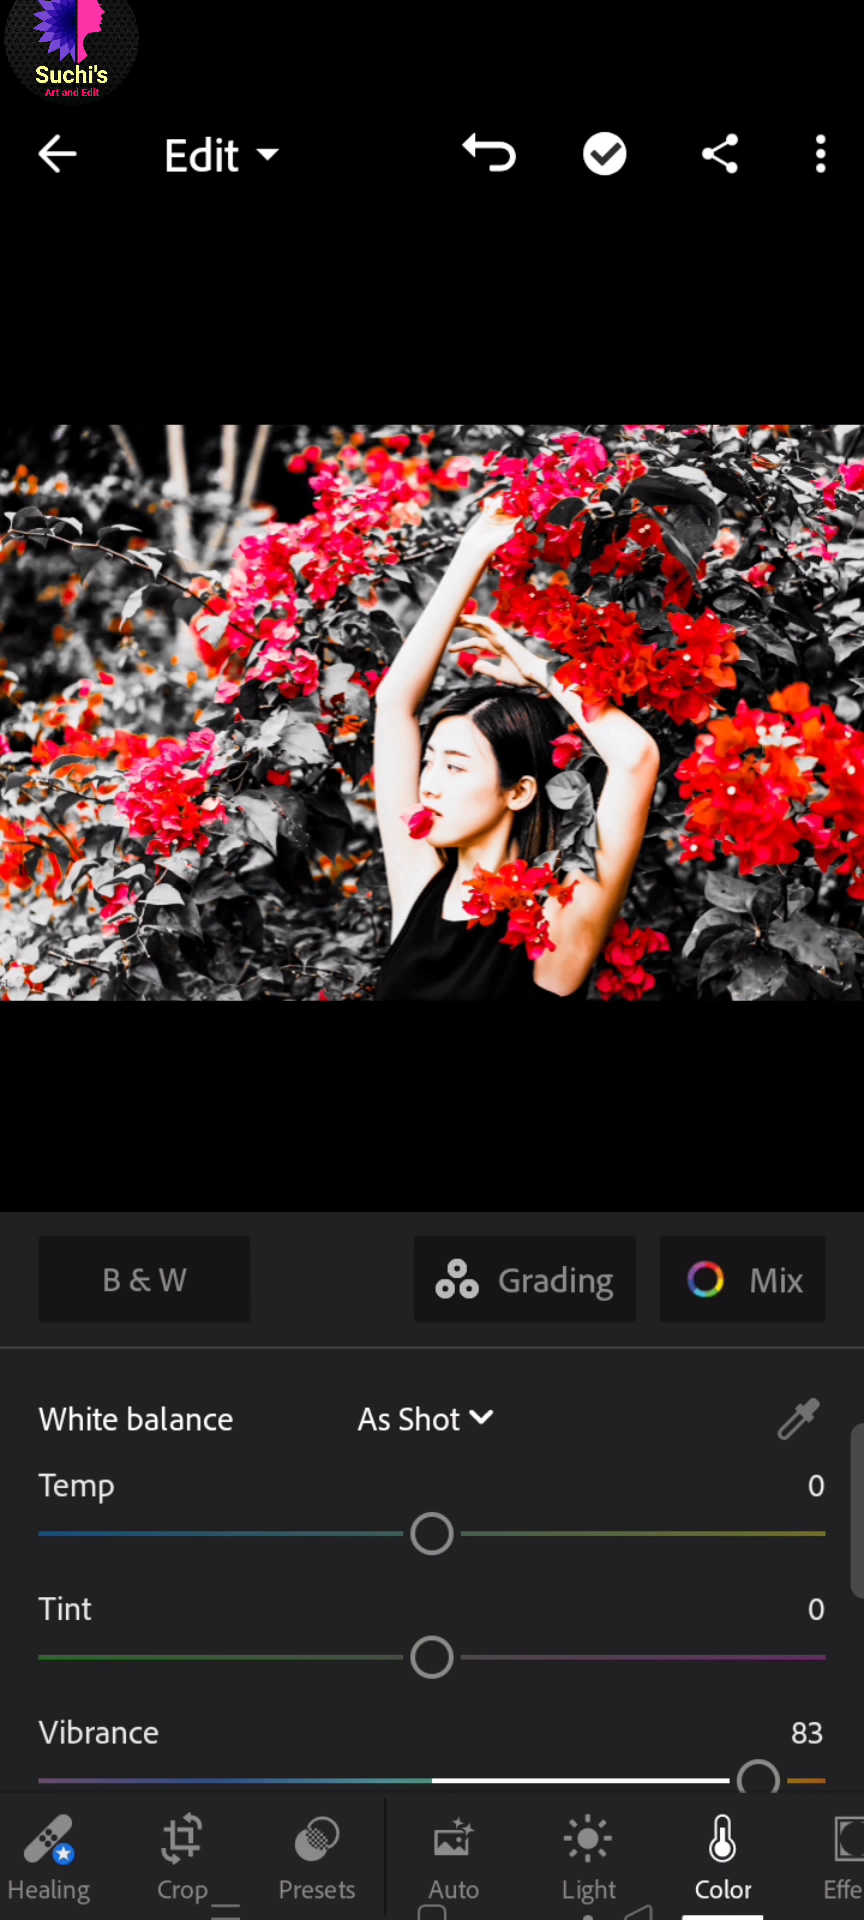 Suchi's
Art and Edit
Edit
B & W
Grading
Mix
White balance
As Shot
Temp
0
Tint
0
Vibrance
83
Healing
Crop
Presets
Auto
Light
Color
Effe